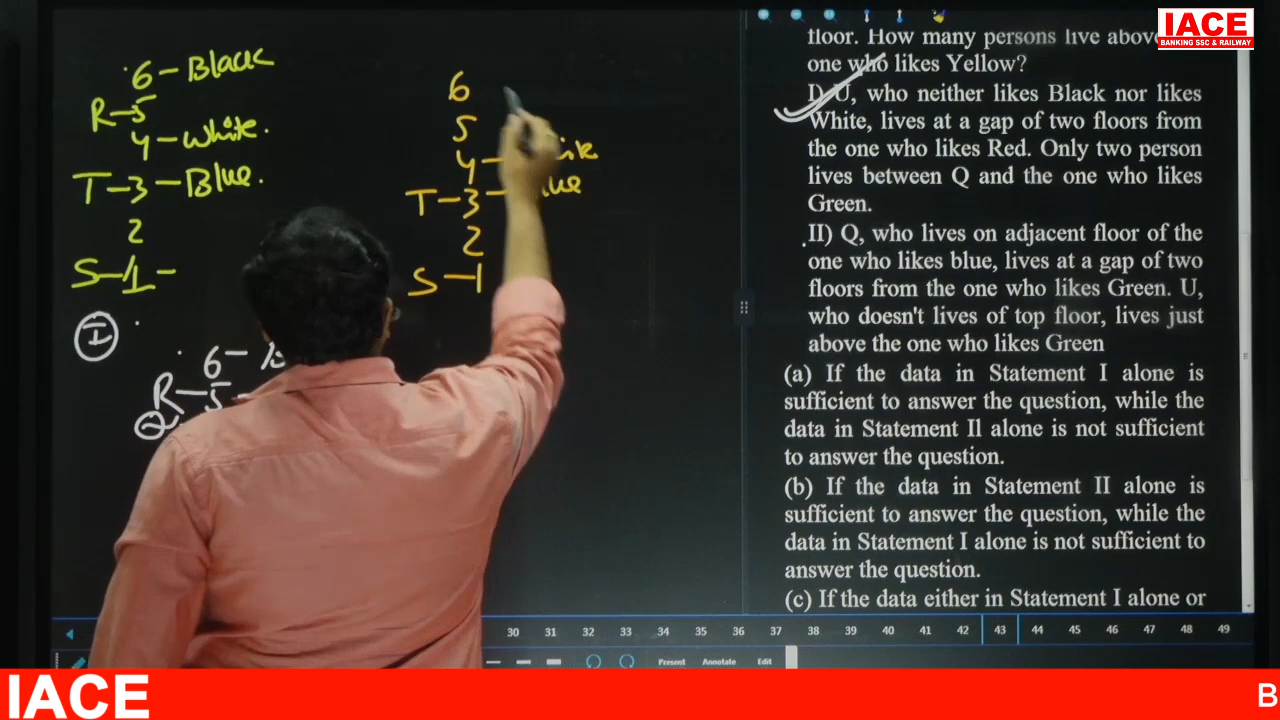 6 - Black
R - 5
4 - white.
T - 3 - Blue.
2
S - 1 -
I
6 -
R - 5 -
Q
6
5
4 -
T - 3 -
2
S - 1
IACE
BANKING SSC & RAILWAY
floor. How many persons live above
one who likes Yellow?
U, who neither likes Black nor likes
White, lives at a gap of two floors from
the one who likes Red. Only two person
lives between Q and the one who likes
Green.
II) Q, who lives on adjacent floor of the
one who likes blue, lives at a gap of two
floors from the one who likes Green. U,
who doesn't lives of top floor, lives just
above the one who likes Green
(a) If the data in Statement I alone is
sufficient to answer the question, while the
data in Statement Il alone is not sufficient
to answer the question.
(b) If the data in Statement II alone is
sufficient to answer the question, while the
data in Statement I alone is not sufficient to
answer the question.
(c) If the data either in Statement I alone or
30 31 32 33 34 35 36 37 38 39 40 41 42 43 44 45 46 47 48 49
Present Annotate Edit
IACE
B